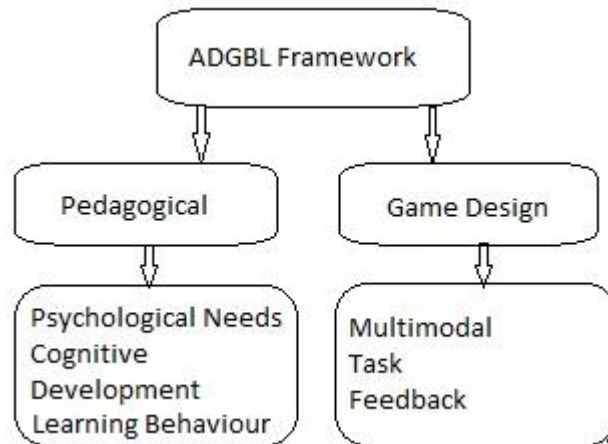 ADGBL Framework
Pedagogical
Game Design
Psychological Needs
Cognitive
Development
Learning Behaviour
Multimodal
Task
Feedback